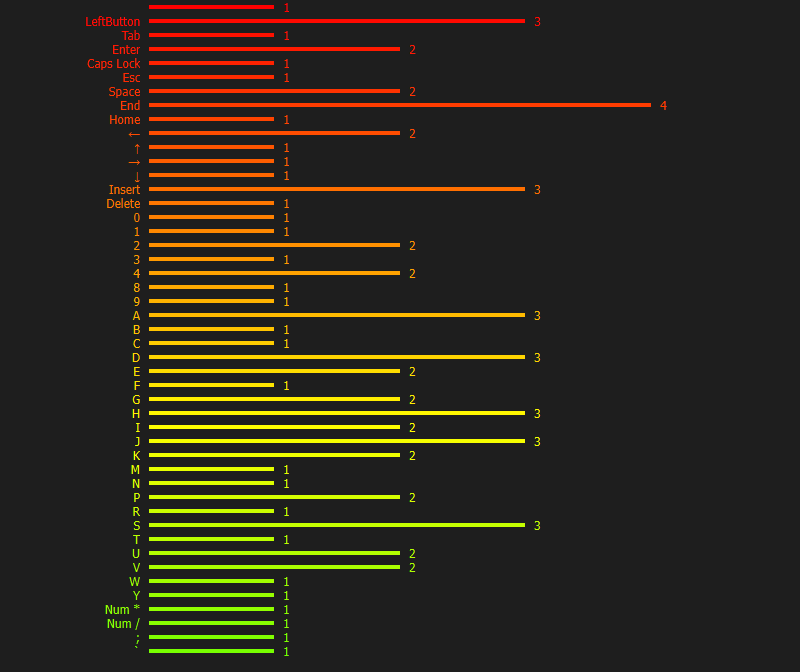 1
LeftButton 3
Tab 1
Enter 2
Caps Lock 1
Esc 1
Space 2
End 4
Home 1
← 2
↑ 1
→ 1
↓ 1
Insert 3
Delete 1
0 1
1 1
2 2
3 1
4 2
8 1
9 1
A 3
B 1
C 1
D 3
E 2
F 1
G 2
H 3
I 2
J 3
K 2
M 1
N 1
P 2
R 1
S 3
T 1
U 2
V 2
W 1
Y 1
Num * 1
Num / 1
; 1
` 1